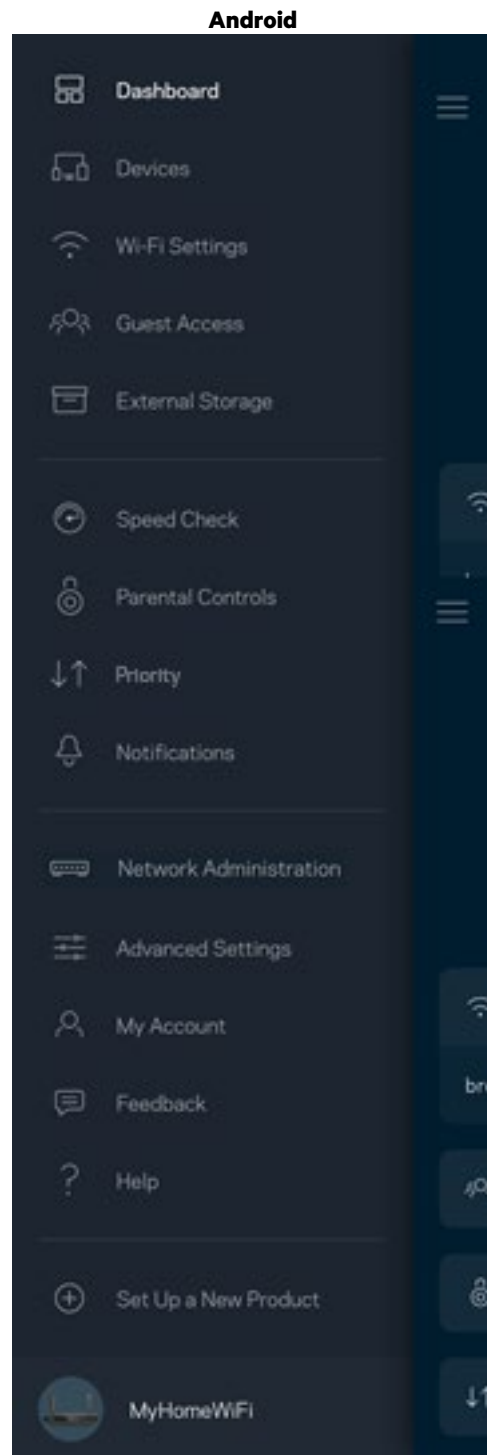 Android
Dashboard
Devices
Wi-Fi Settings
Guest Access
External Storage
Speed Check
Parental Controls
Priority
Notifications
Network Administration
Advanced Settings
My Account
Feedback
Help
Set Up a New Product
MyHomeWiFi